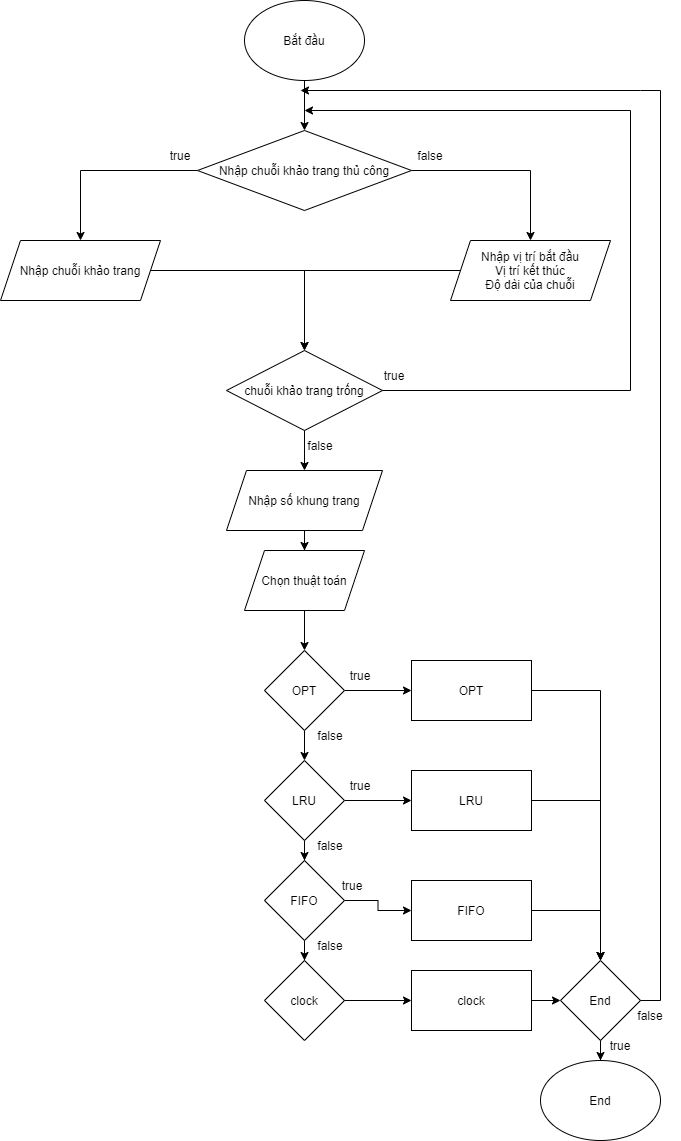 Bắt đầu
true
false
Nhập chuỗi khảo trang thủ công
Nhập chuỗi khảo trang
Nhập vị trí bắt đầu
Vị trí kết thúc
Độ dài của chuỗi
true
chuỗi khảo trang trống
false
Nhập số khung trang
Chọn thuật toán
true
OPT
OPT
false
true
LRU
LRU
false
true
FIFO
FIFO
false
clock
clock
End
false
true
End